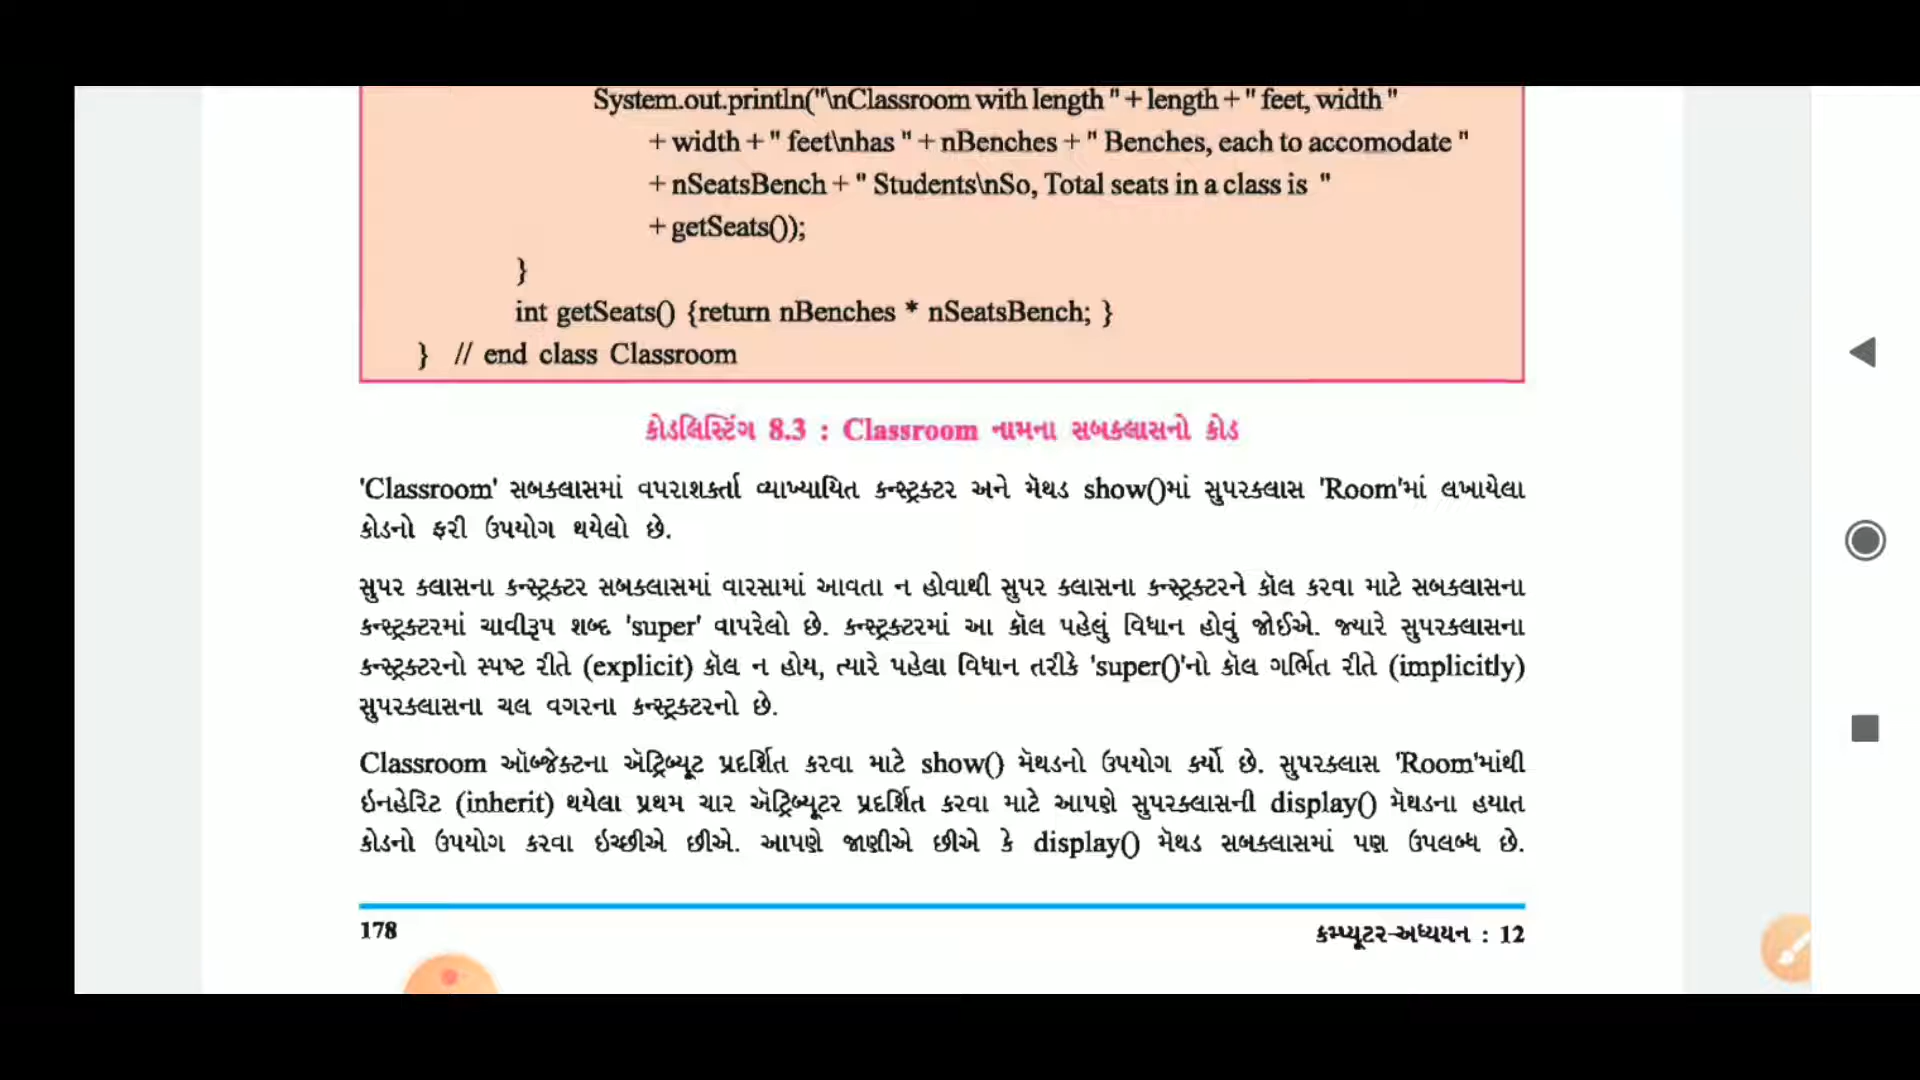 System.out.println("\nClassroom with length " + length + " feet, width "
+ width + " feet\nhas " + nBenches + " Benches, each to accomodate "
+ nSeatsBench + " Students\nSo, Total seats in a class is "
+ getSeats());
}
int getSeats() {return nBenches * nSeatsBench; }
} // end class Classroom
કોડલિસ્ટિંગ 8.3 : Classroom નામના સબક્લાસનો કોડ
'Classroom' સબક્લાસમાં વપરાશકર્તા વ્યાખ્યાયિત કન્સ્ટ્રક્ટર અને મૅથડ show()માં સુપરક્લાસ 'Room'માં લખાયેલા
કોડનો ફરી ઉપયોગ થયેલો છે.
સુપર ક્લાસના કન્સ્ટ્રક્ટર સબક્લાસમાં વારસામાં આવતા ન હોવાથી સુપર ક્લાસના કન્સ્ટ્રક્ટરને કૉલ કરવા માટે સબક્લાસના
કન્સ્ટ્રક્ટરમાં ચાવીરૂપ શબ્દ 'super' વાપરેલો છે. કન્સ્ટ્રક્ટરમાં આ કૉલ પહેલું વિધાન હોવું જોઈએ. જ્યારે સુપરક્લાસના
કન્સ્ટ્રક્ટરનો સ્પષ્ટ રીતે (explicit) કૉલ ન હોય, ત્યારે પહેલા વિધાન તરીકે 'super()'નો કૉલ ગર્ભિત રીતે (implicitly)
સુપરક્લાસના ચલ વગરના કન્સ્ટ્રક્ટરનો છે.
Classroom ઑબ્જેક્ટના ઍટ્રિબ્યૂટ પ્રદર્શિત કરવા માટે show() મૅથડનો ઉપયોગ કર્યો છે. સુપરક્લાસ 'Room'માંથી
ઇનહેરિટ (inherit) થયેલા પ્રથમ ચાર ઍટ્રિબ્યૂટર પ્રદર્શિત કરવા માટે આપણે સુપરક્લાસની display() મૅથડના હયાત
કોડનો ઉપયોગ કરવા ઇચ્છીએ છીએ. આપણે જાણીએ છીએ કે display() મૅથડ સબક્લાસમાં પણ ઉપલબ્ધ છે.
178
કમ્પ્યૂટર-અધ્યયન : 12